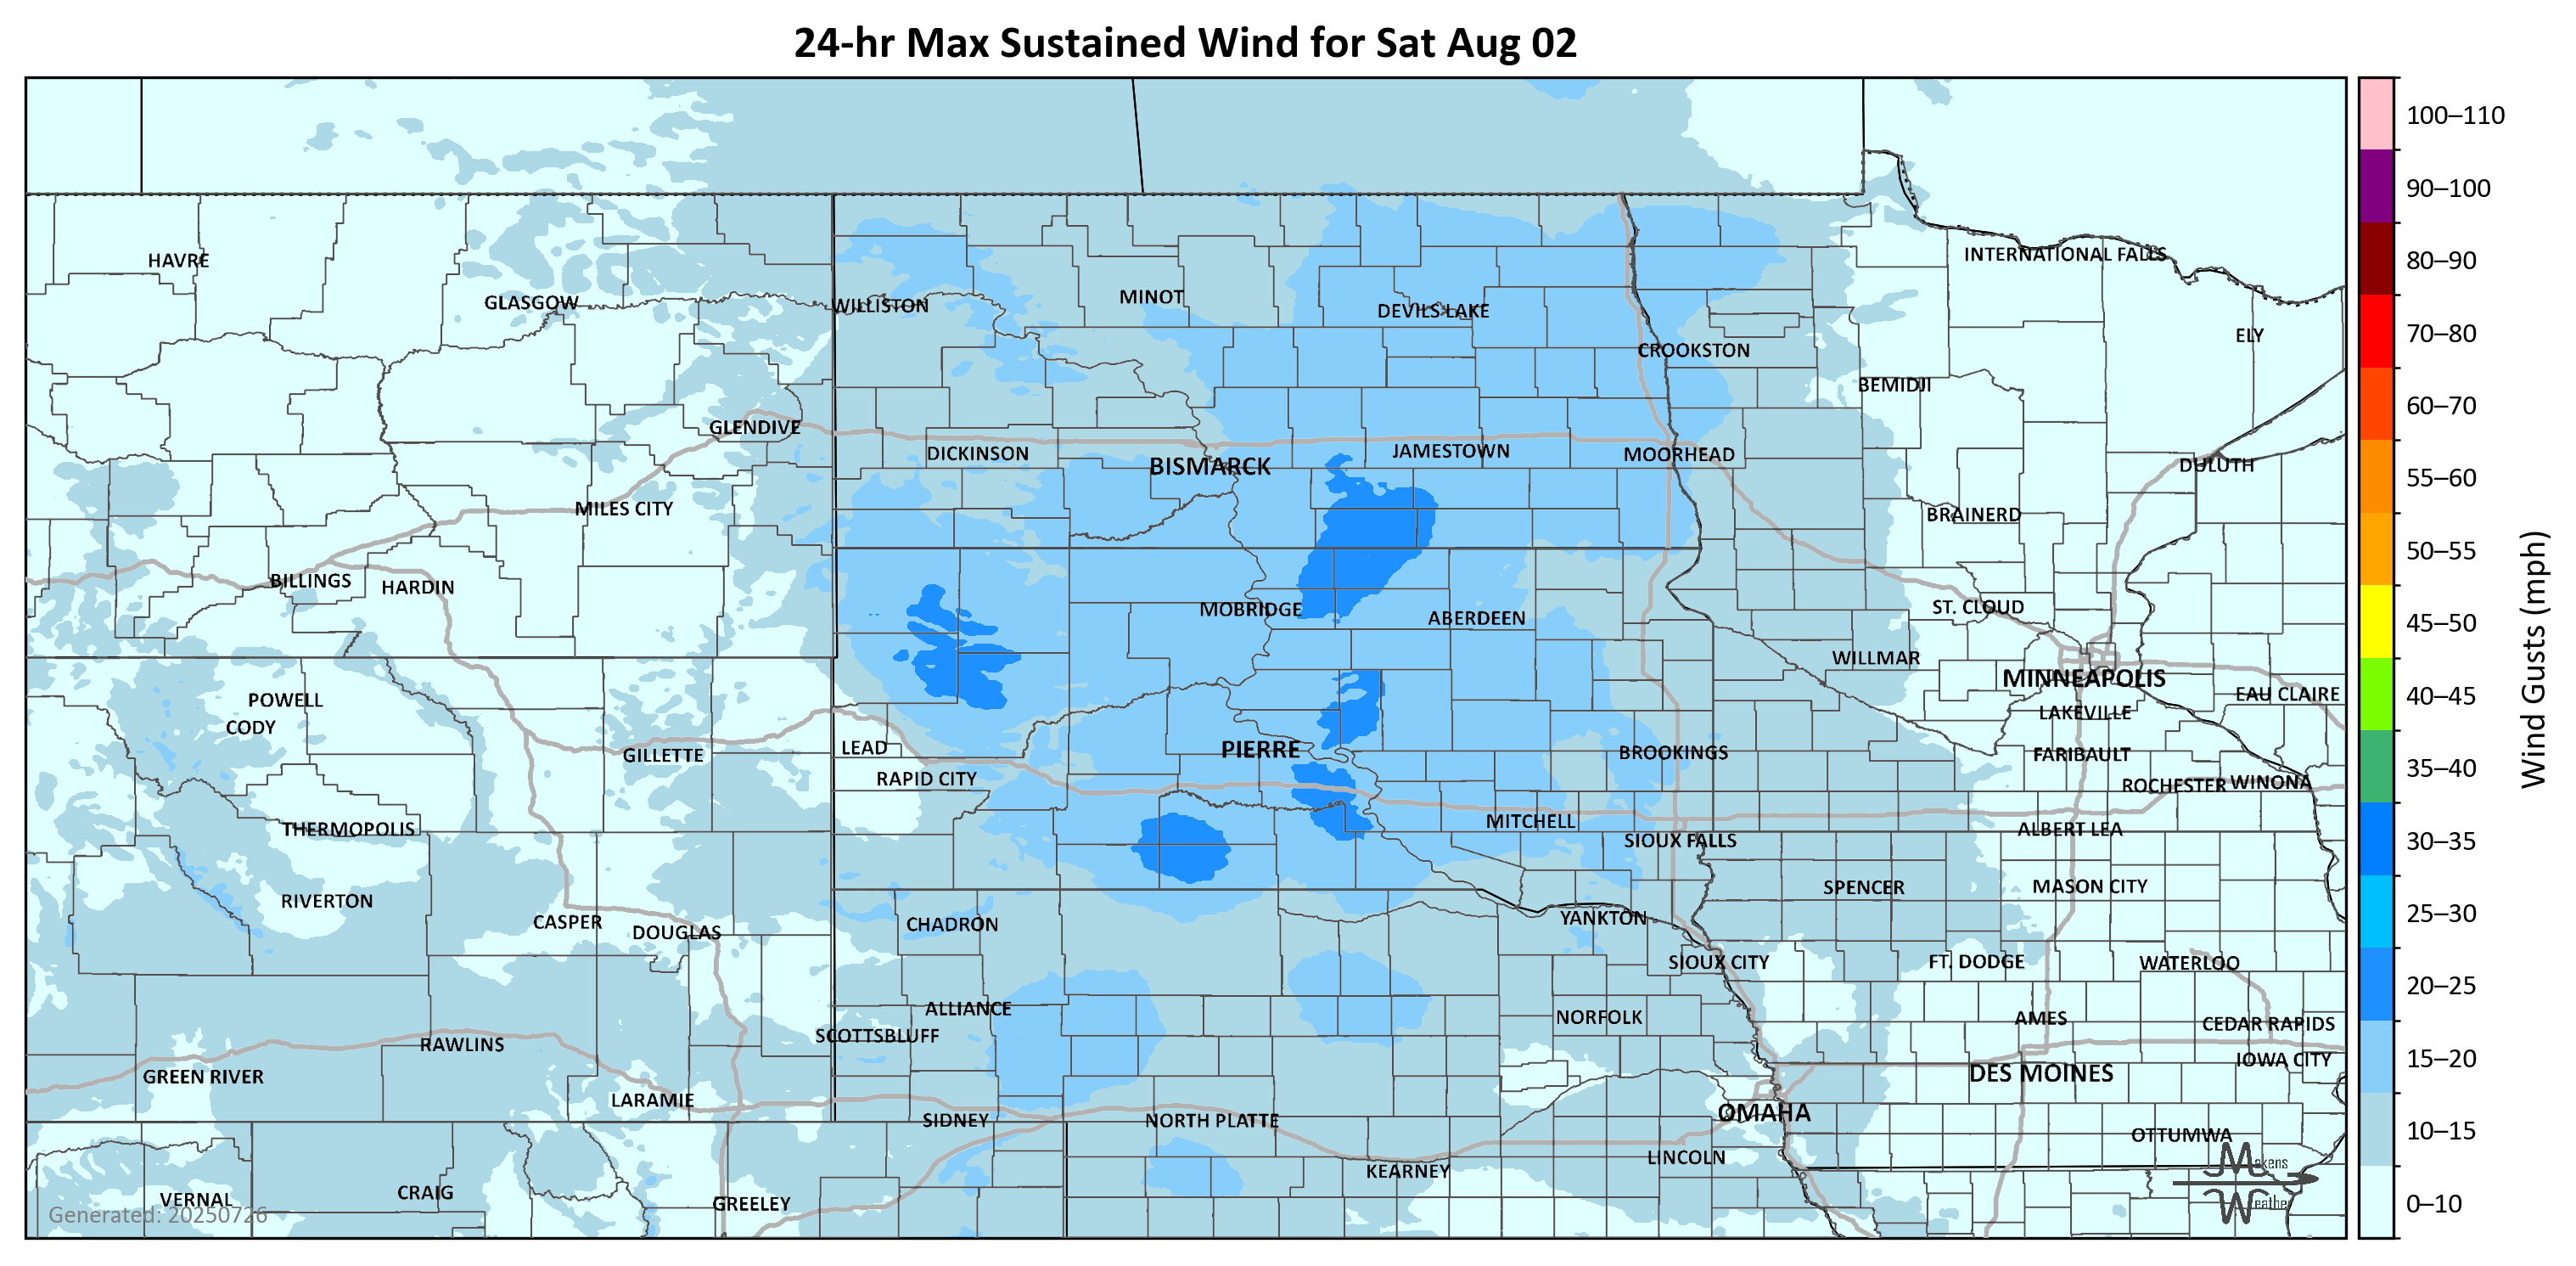 24-hr Max Sustained Wind for Sat Aug 02
100–110
90–100
80–90
70–80
60–70
55–60
50–55
45–50
40–45
35–40
30–35
25–30
20–25
15–20
10–15
0–10
Wind Gusts (mph)
HAVRE
INTERNATIONAL FALLS
GLASGOW
WILLISTON
MINOT
DEVILS LAKE
ELY
CROOKSTON
BEMIDJI
GLENDIVE
DICKINSON
BISMARCK
JAMESTOWN
MOORHEAD
DULUTH
MILES CITY
BRAINERD
BILLINGS
HARDIN
MOBRIDGE
ABERDEEN
ST. CLOUD
WILLMAR
MINNEAPOLIS
POWELL
EAU CLAIRE
CODY
LAKEVILLE
GILLETTE
LEAD
PIERRE
BROOKINGS
FARIBAULT
RAPID CITY
ROCHESTER
WINONA
THERMOPOLIS
MITCHELL
ALBERT LEA
SIOUX FALLS
RIVERTON
SPENCER
MASON CITY
CASPER
DOUGLAS
CHADRON
YANKTON
SIOUX CITY
FT. DODGE
WATERLOO
ALLIANCE
NORFOLK
AMES
CEDAR RAPIDS
SCOTTSBLUFF
RAWLINS
IOWA CITY
GREEN RIVER
DES MOINES
LARAMIE
SIDNEY
NORTH PLATTE
OMAHA
OTTUMWA
KEARNEY
LINCOLN
VERNAL
CRAIG
GREELEY
Makens
Weather
Generated: 20250726